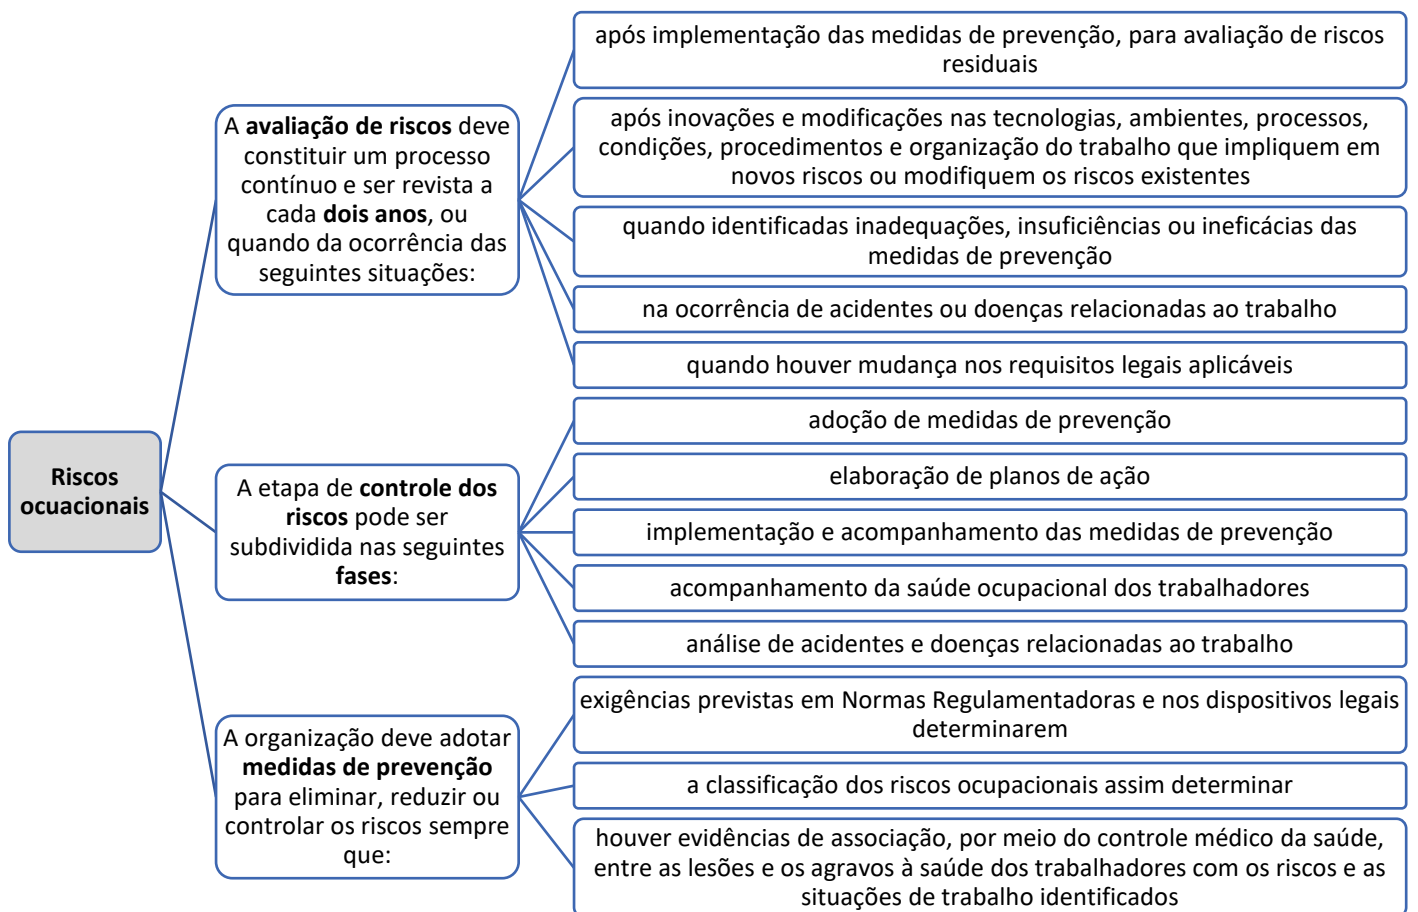 Riscos
ocuacionais
A avaliação de riscos deve
constituir um processo
contínuo e ser revista a
cada dois anos, ou
quando da ocorrência das
seguintes situações:
após implementação das medidas de prevenção, para avaliação de riscos
residuais
após inovações e modificações nas tecnologias, ambientes, processos,
condições, procedimentos e organização do trabalho que impliquem em
novos riscos ou modifiquem os riscos existentes
quando identificadas inadequações, insuficiências ou ineficácias das
medidas de prevenção
na ocorrência de acidentes ou doenças relacionadas ao trabalho
quando houver mudança nos requisitos legais aplicáveis
A etapa de controle dos
riscos pode ser
subdividida nas seguintes
fases:
adoção de medidas de prevenção
elaboração de planos de ação
implementação e acompanhamento das medidas de prevenção
acompanhamento da saúde ocupacional dos trabalhadores
análise de acidentes e doenças relacionadas ao trabalho
A organização deve adotar
medidas de prevenção
para eliminar, reduzir ou
controlar os riscos sempre
que:
exigências previstas em Normas Regulamentadoras e nos dispositivos legais
determinarem
a classificação dos riscos ocupacionais assim determinar
houver evidências de associação, por meio do controle médico da saúde,
entre as lesões e os agravos à saúde dos trabalhadores com os riscos e as
situações de trabalho identificados